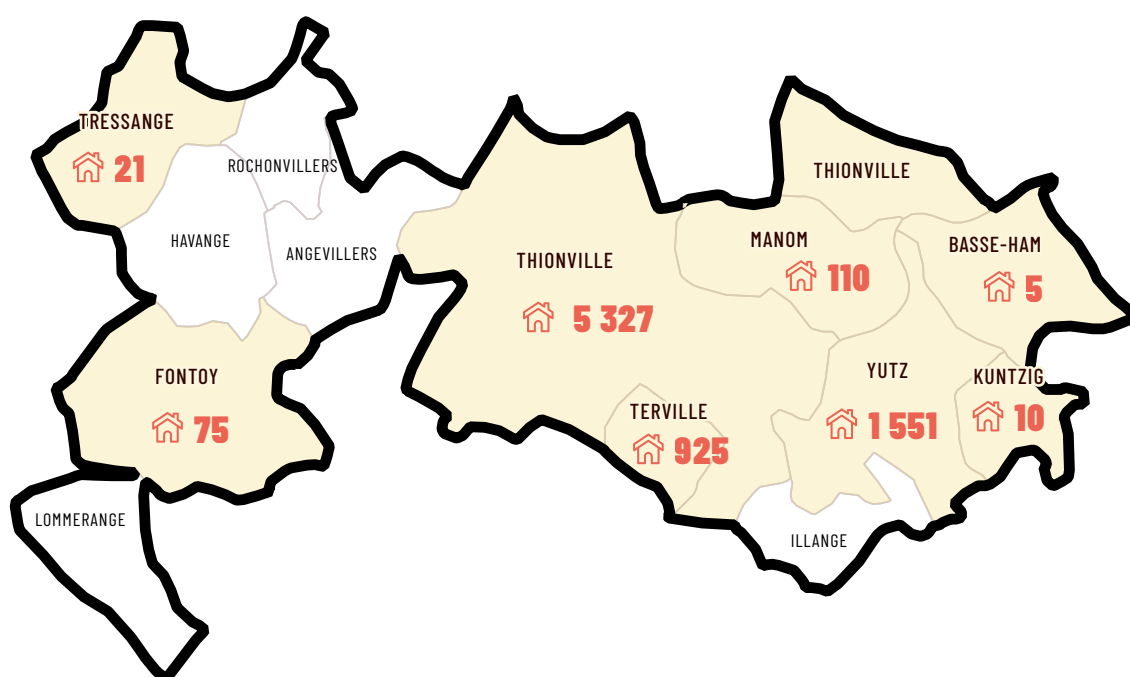 TRESSANGE
21
ROCHONVILLERS
HAVANGE
ANGEVILLERS
FONTOY
75
LOMMERANGE
THIONVILLE
5 327
THIONVILLE
MANOM
110
BASSE-HAM
5
YUTZ
1 551
KUNTZIG
10
TERVILLE
925
ILLANGE